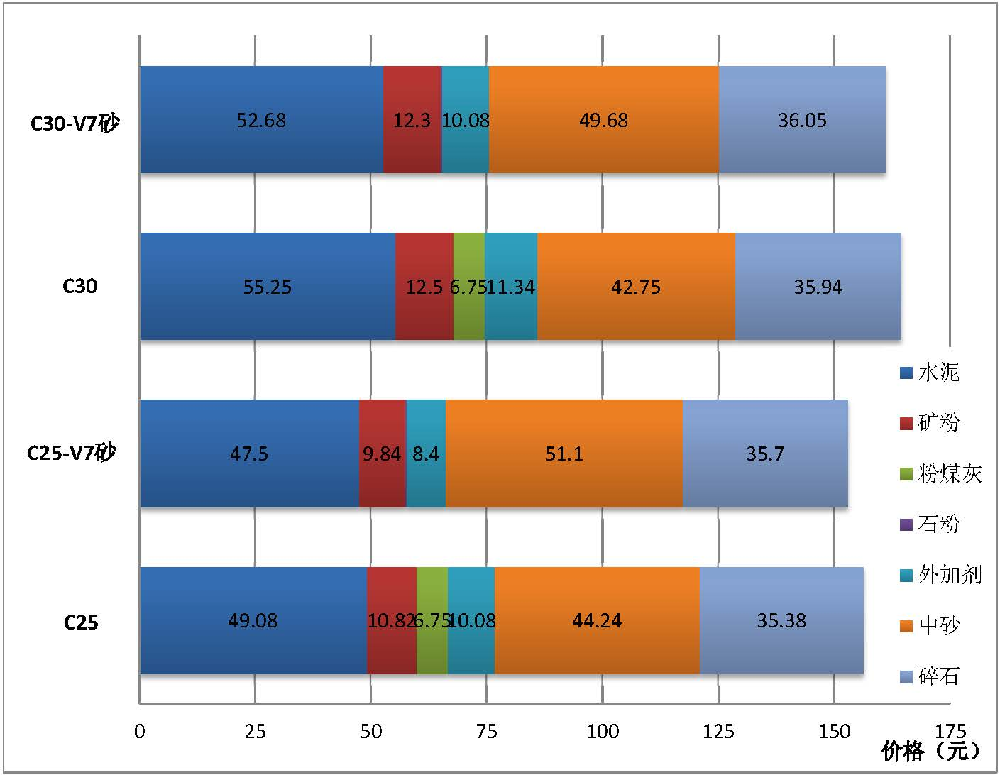 C30-V7砂 52.68 12.3 10.08 49.68 36.05
C30 55.25 12.5 6.75 11.34 42.75 35.94
C25-V7砂 47.5 9.84 8.4 51.1 35.7
C25 49.08 10.82 6.75 10.08 44.24 35.38
水泥
矿粉
粉煤灰
石粉
外加剂
中砂
碎石
0 25 50 75 100 125 150 175
价格（元）